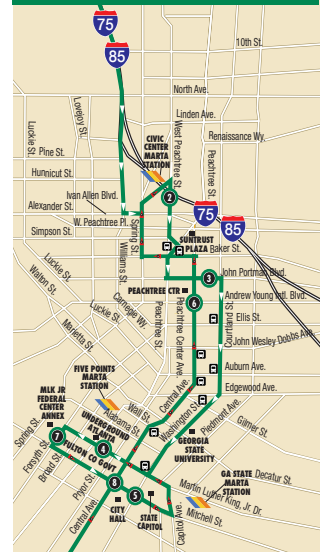 75
85
10th St.
North Ave.
Lovejoy St.
Luckie St.
Linden Ave.
West Peachtree St.
Peachtree St.
Renaissance Wy.
CIVIC
CENTER
MARTA
STATION
Pine St.
Hunnicut St.
2
Ivan Allen Blvd.
Alexander St.
W. Peachtree Pl.
Simpson St.
Spring St.
Williams St.
75
85
SUNTRUST
PLAZA
Baker St.
Luckie St.
Walton St.
3
John Portman Blvd.
PEACHTREE CTR
6
Andrew Young Intl. Blvd.
Courtland St.
Ellis St.
Carnegie Wy.
Luckie St.
Marietta St.
Peachtree St.
Peachtree Center Ave.
John Wesley Dobbs Ave.
Auburn Ave.
FIVE POINTS
MARTA
STATION
Edgewood Ave.
MLK JR
FEDERAL
CENTER
ANNEX
Wall St.
Central Ave.
Alabama St.
Washington St.
Piedmont Ave.
Gilmer St.
UNDERGROUND
ATLANTA
Spring St.
7
4
FULTON CO GOVT
GEORGIA
STATE
UNIVERSITY
Forsyth St.
Broad St.
Pryor St.
8
5
GA STATE
MARTA
STATION
Decatur St.
Martin Luther King, Jr. Dr.
Mitchell St.
CITY
HALL
STATE
CAPITOL
Capitol Av.
Central Ave.